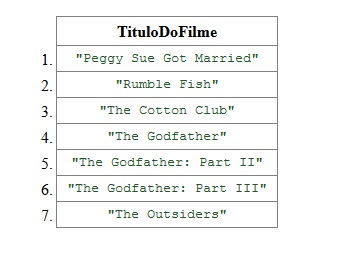 TituloDoFilme
1. "Peggy Sue Got Married"
2. "Rumble Fish"
3. "The Cotton Club"
4. "The Godfather"
5. "The Godfather: Part II"
6. "The Godfather: Part III"
7. "The Outsiders"